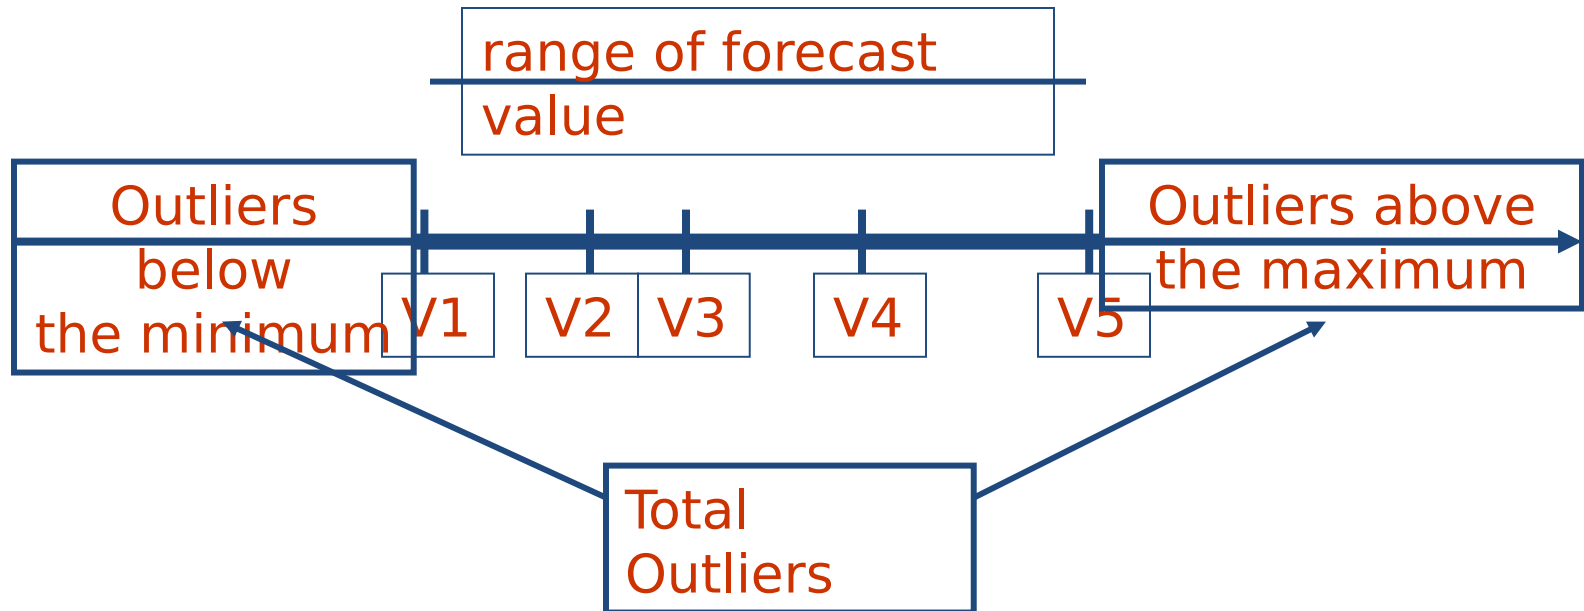 range of forecast
value
Outliers
below
the minimum
Outliers above
the maximum
V1
V2
V3
V4
V5
Total
Outliers